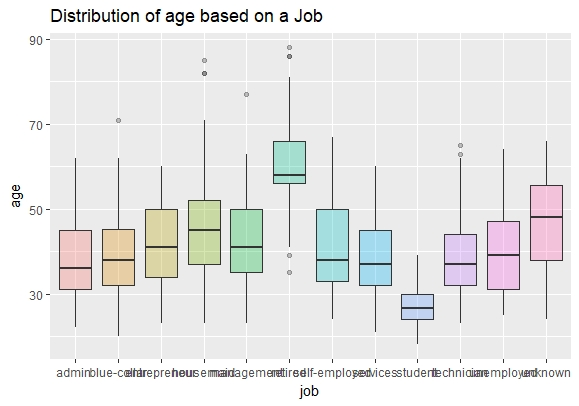 Distribution of age based on a Job
90
70
50
30
age
admin blue-collar entrepreneur housemaid management retired self-employed services student technician unemployed unknown
job